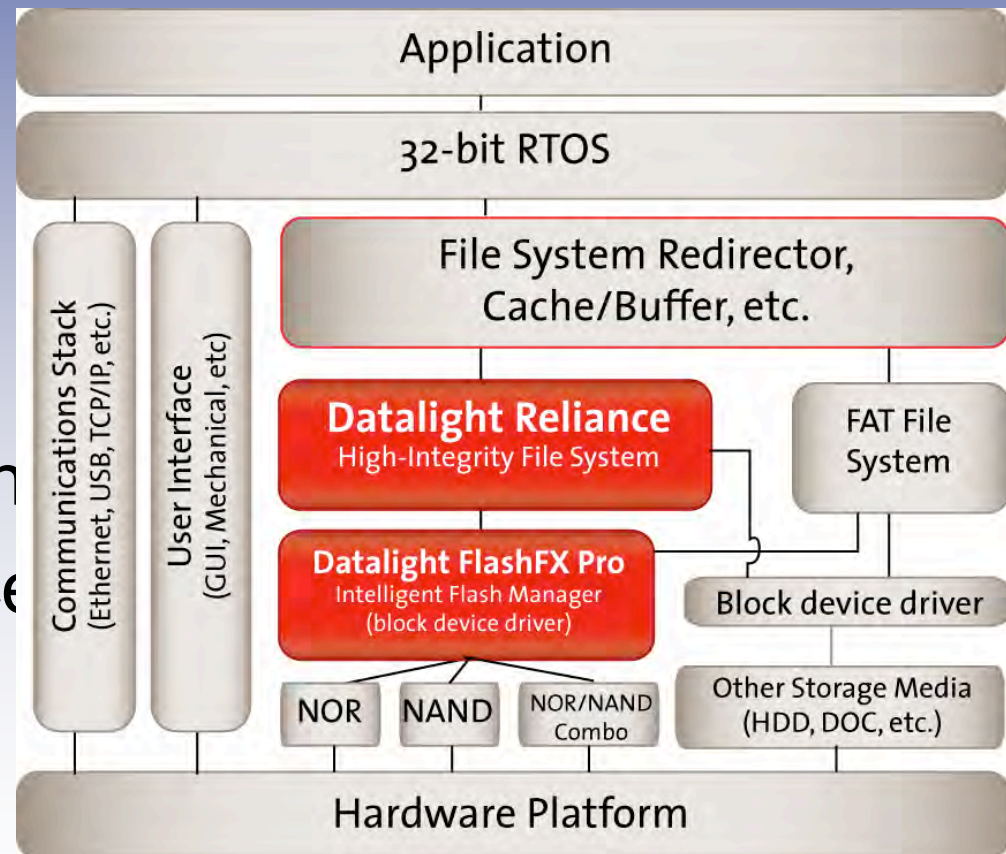 Application
32-bit RTOS
Communications Stack
(Ethernet, USB, TCP/IP, etc.)
User Interface
(GUI, Mechanical, etc)
File System Redirector,
Cache/Buffer, etc.
Datalight Reliance
High-Integrity File System
FAT File
System
Datalight FlashFX Pro
Intelligent Flash Manager
(block device driver)
Block device driver
NOR
NAND
NOR/NAND
Combo
Other Storage Media
(HDD, DOC, etc.)
Hardware Platform